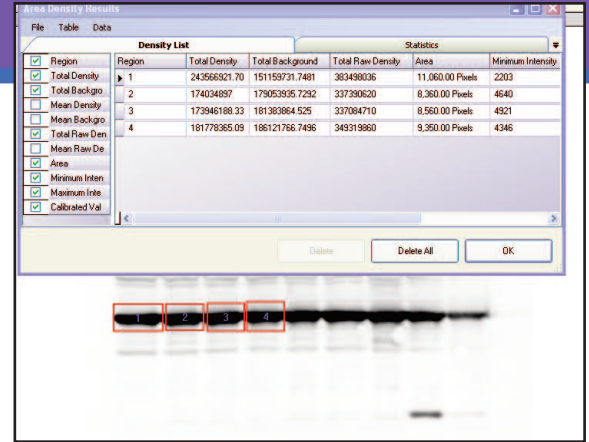 Area Density Results
File Table Data
Density List Statistics
Region Region Total Density Total Background Total Raw Density Area Minimum Intensity
Total Density 1 243566921.70 151159731.7481 383498036 11,060.00 Pixels 2203
Total Backgro 2 174034897 179053935.7292 337390620 8,360.00 Pixels 4640
Mean Density
Mean Backgro 3 173946188.33 181383864.525 337084710 8,560.00 Pixels 4921
Total Raw Den 4 181778365.09 186121766.7496 349319860 9,350.00 Pixels 4346
Mean Raw De
Area
Minimum Inten
Maximum Inte
Calibrated Val
Delete Delete All OK
1 2 3 4